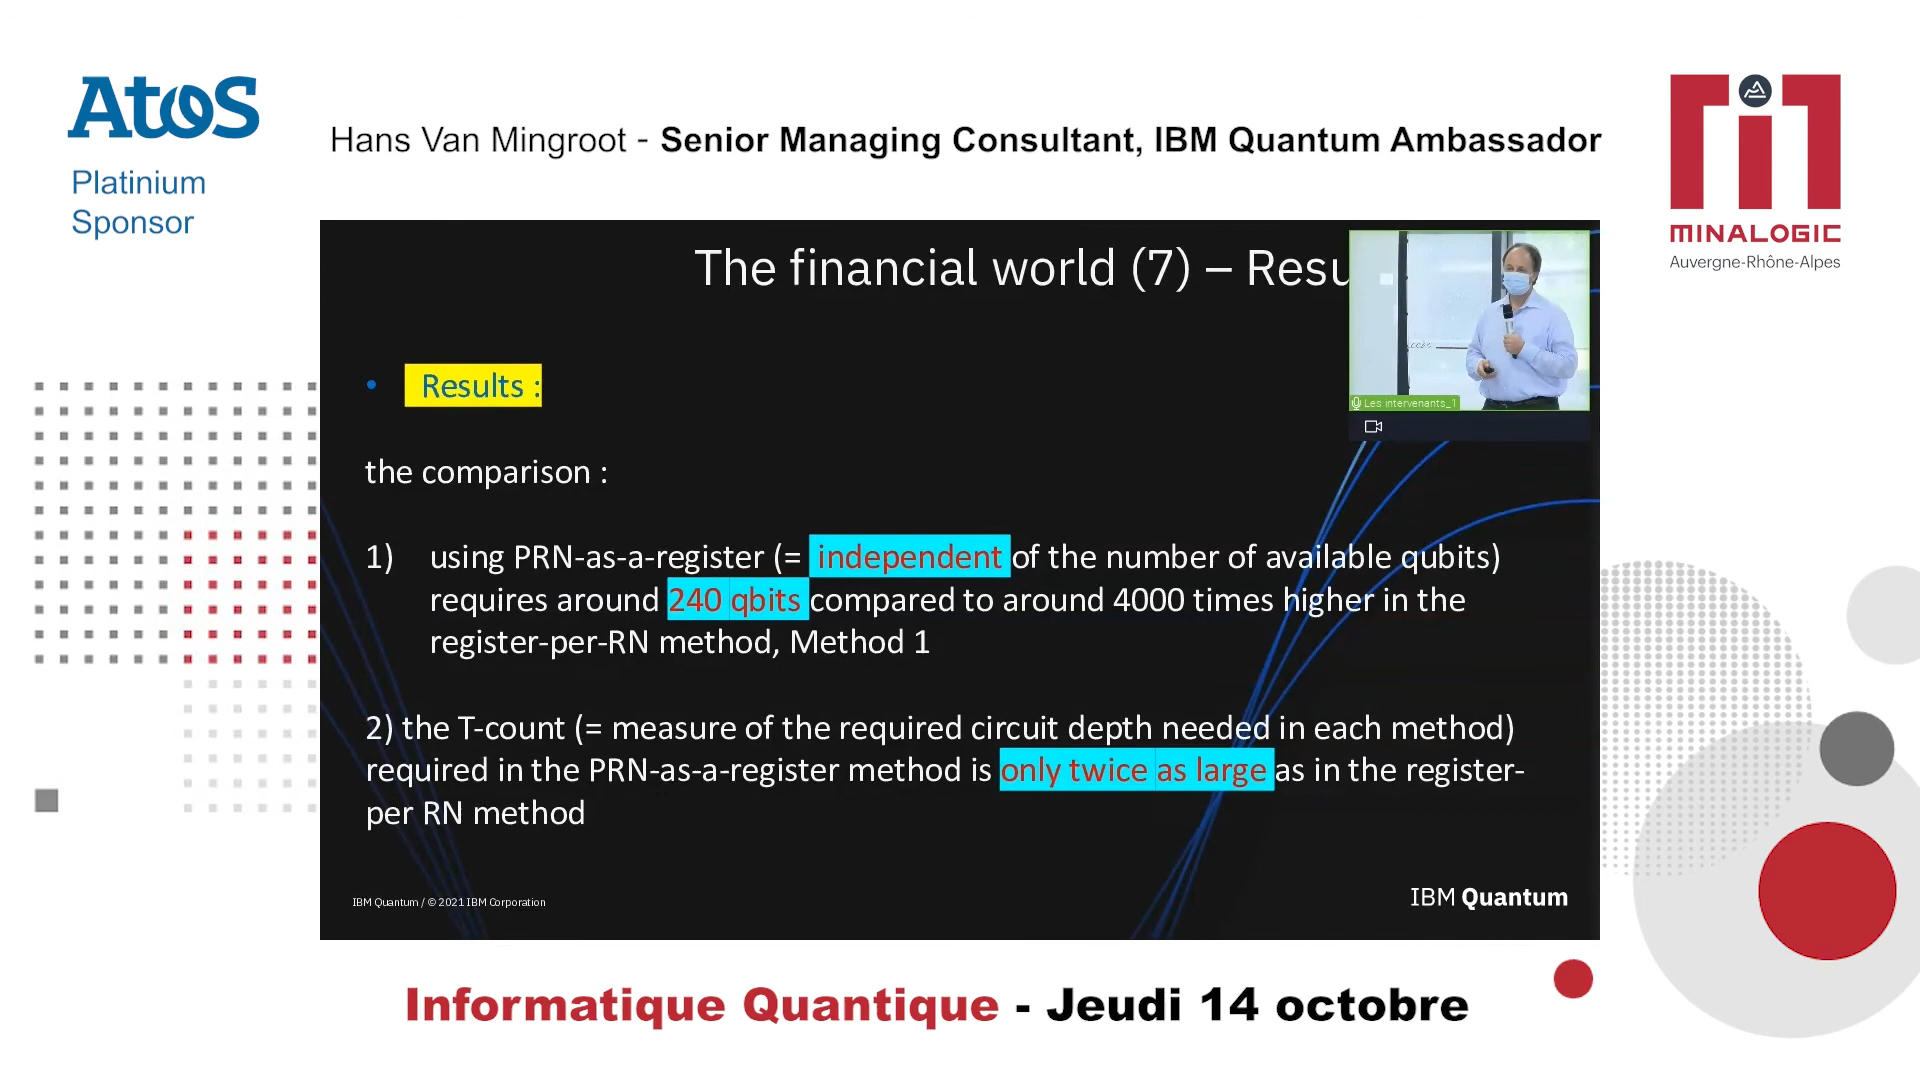 Atos
Platinium
Sponsor
Hans Van Mingroot - Senior Managing Consultant, IBM Quantum Ambassador
MINALOGIC
Auvergne-Rhône-Alpes
The financial world (7) – Resu
Les intervenants_1
• Results :
the comparison :
1) using PRN-as-a-register (= independent of the number of available qubits)
requires around 240 qbits compared to around 4000 times higher in the
register-per-RN method, Method 1
2) the T-count (= measure of the required circuit depth needed in each method)
required in the PRN-as-a-register method is only twice as large as in the register-
per RN method
IBM Quantum / © 2021 IBM Corporation
IBM Quantum
Informatique Quantique - Jeudi 14 octobre